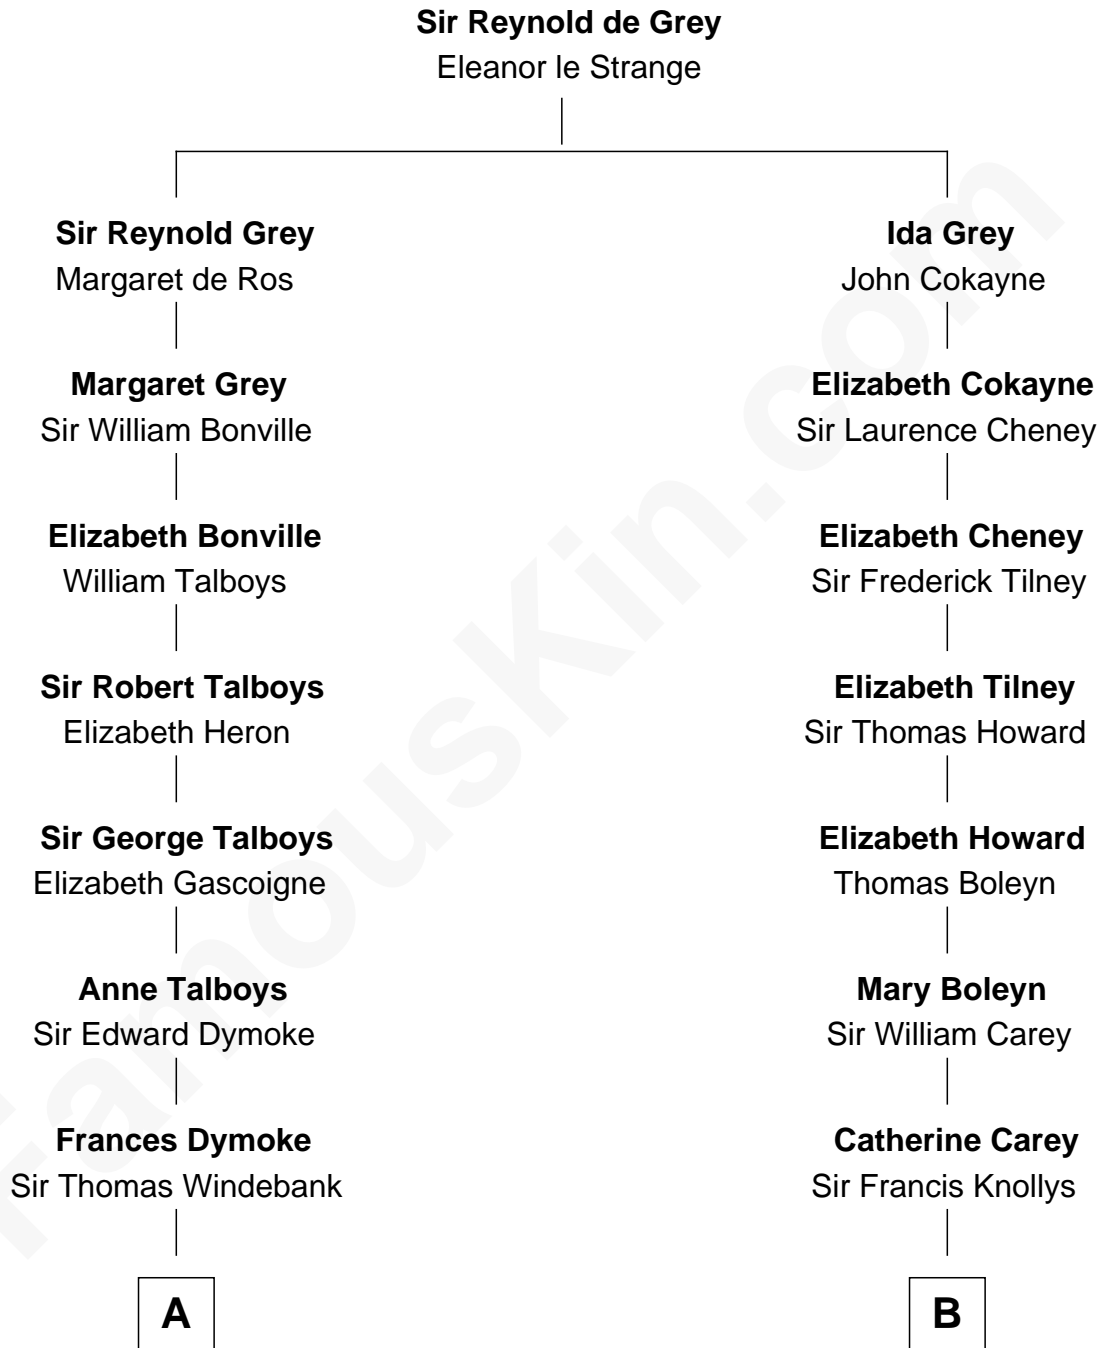 Sir Reynold de Grey
Eleanor le Strange
Sir Reynold Grey
Margaret de Ros
Ida Grey
John Cokayne
Margaret Grey
Sir William Bonville
Elizabeth Cokayne
Sir Laurence Cheney
Elizabeth Bonville
William Talboys
Elizabeth Cheney
Sir Frederick Tilney
Sir Robert Talboys
Elizabeth Heron
Elizabeth Tilney
Sir Thomas Howard
Sir George Talboys
Elizabeth Gascoigne
Elizabeth Howard
Thomas Boleyn
Anne Talboys
Sir Edward Dymoke
Mary Boleyn
Sir William Carey
Frances Dymoke
Sir Thomas Windebank
Catherine Carey
Sir Francis Knollys
A
B
FamousKin.com